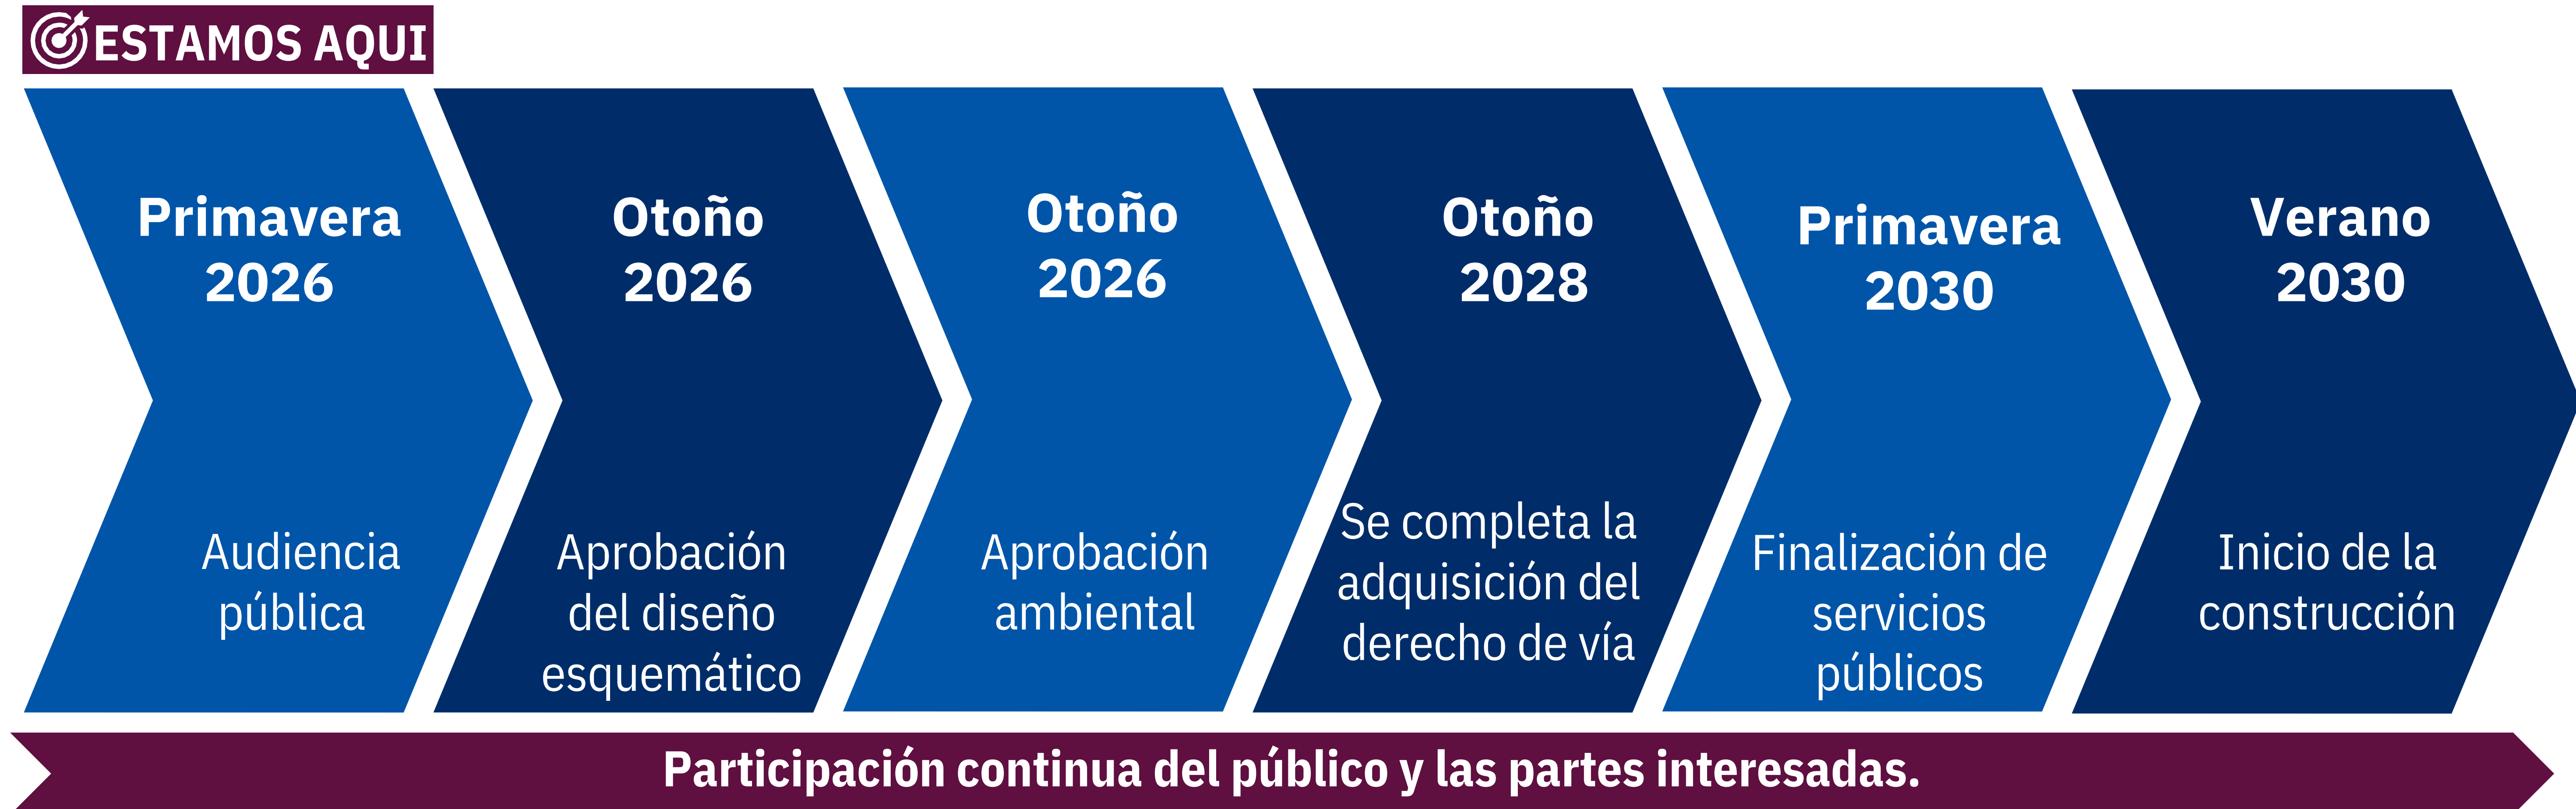 ESTAMOS AQUI
Primavera
2026
Audiencia
pública
Otoño
2026
Aprobación
del diseño
esquemático
Otoño
2026
Aprobación
ambiental
Otoño
2028
Se completa la
adquisición del
derecho de vía
Primavera
2030
Finalización de
servicios
públicos
Verano
2030
Inicio de la
construcción
Participación continua del público y las partes interesadas.